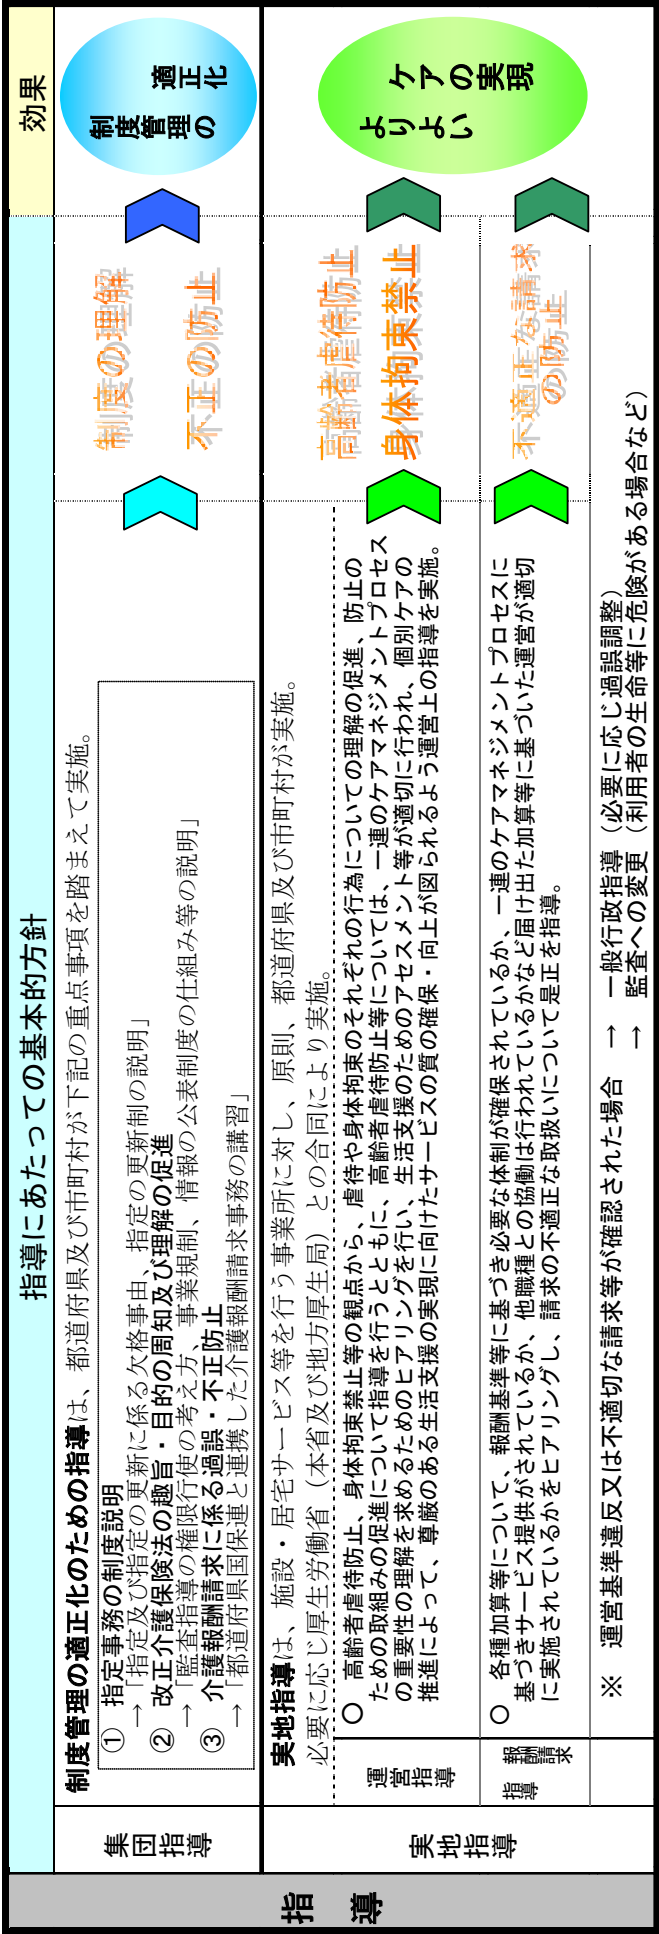 指導
指導にあたっての基本的方針
効果
集団指導
制度管理の適正化のための指導は、都道府県及び市町村が下記の重点事項を踏まえて実施。
① 指定事務の制度説明
→「指定及び指定の更新に係る欠格事由、指定の更新制の説明」
② 改正介護保険法の趣旨・目的の周知及び理解の促進
→「監査指導の権限行使の考え方、事業規制、情報の公表制度の仕組み等の説明」
③ 介護報酬請求に係る過誤・不正防止
→「都道府県国保連と連携した介護報酬請求事務の講習」
制度の理解
不正の防止
制度管理の
適正化
実地指導
実地指導は、施設・居宅サービス等を行う事業所に対し、原則、都道府県及び市町村が実施。
必要に応じ厚生労働省（本省及び地方厚生局）との合同により実施。
運営指導
○ 高齢者虐待防止、身体拘束禁止等の観点から、虐待や身体拘束のそれぞれの行為についての理解の促進、防止の
ための取組みの促進について指導を行うとともに、高齢者虐待防止等については、一連のケアマネジメントプロセス
の重要性の理解を求めるためのヒアリングを行い、生活支援のためのアセスメント等が適切に行われ、個別ケアの
推進によって、尊厳のある生活支援の実現に向けたサービスの質の確保・向上が図られるよう運営上の指導を実施。
高齢者虐待防止
身体拘束禁止
よりよい
ケアの実現
報酬請求
指導
○ 各種加算等について、報酬基準等に基づき必要な体制が確保されているか、一連のケアマネジメントプロセスに
基づきサービス提供がされているか、他職種との協働は行われているかなど届け出た加算等に基づいた運営が適切
に実施されているかをヒアリングし、請求の不適正な取扱いについて是正を指導。
不適正な請求
の防止
※ 運営基準違反又は不適切な請求等が確認された場合 → 一般行政指導（必要に応じ過誤調整）
→ 監査への変更（利用者の生命等に危険がある場合など）